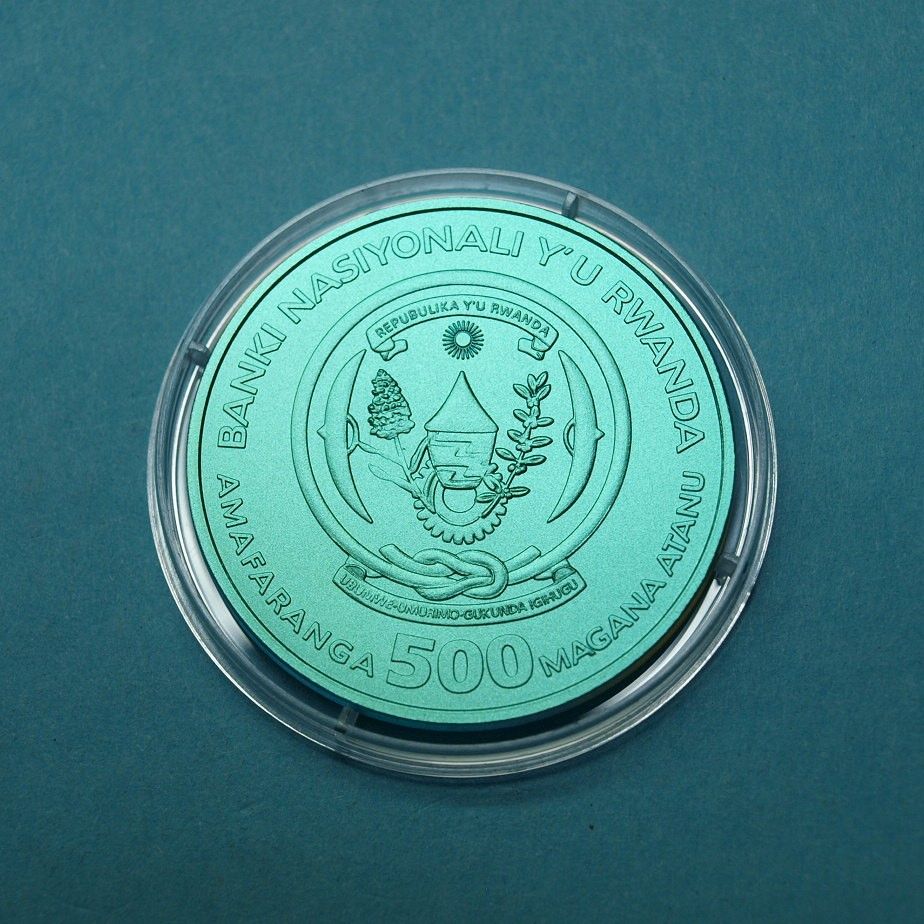 BANKI NASIYONALI Y'U RWANDA
REPUBULIKA Y'U RWANDA
UBUMWE-UMURIMO-GUKUNDA IGIHUGU
AMAFARANGA 500 MAGANA ATANU